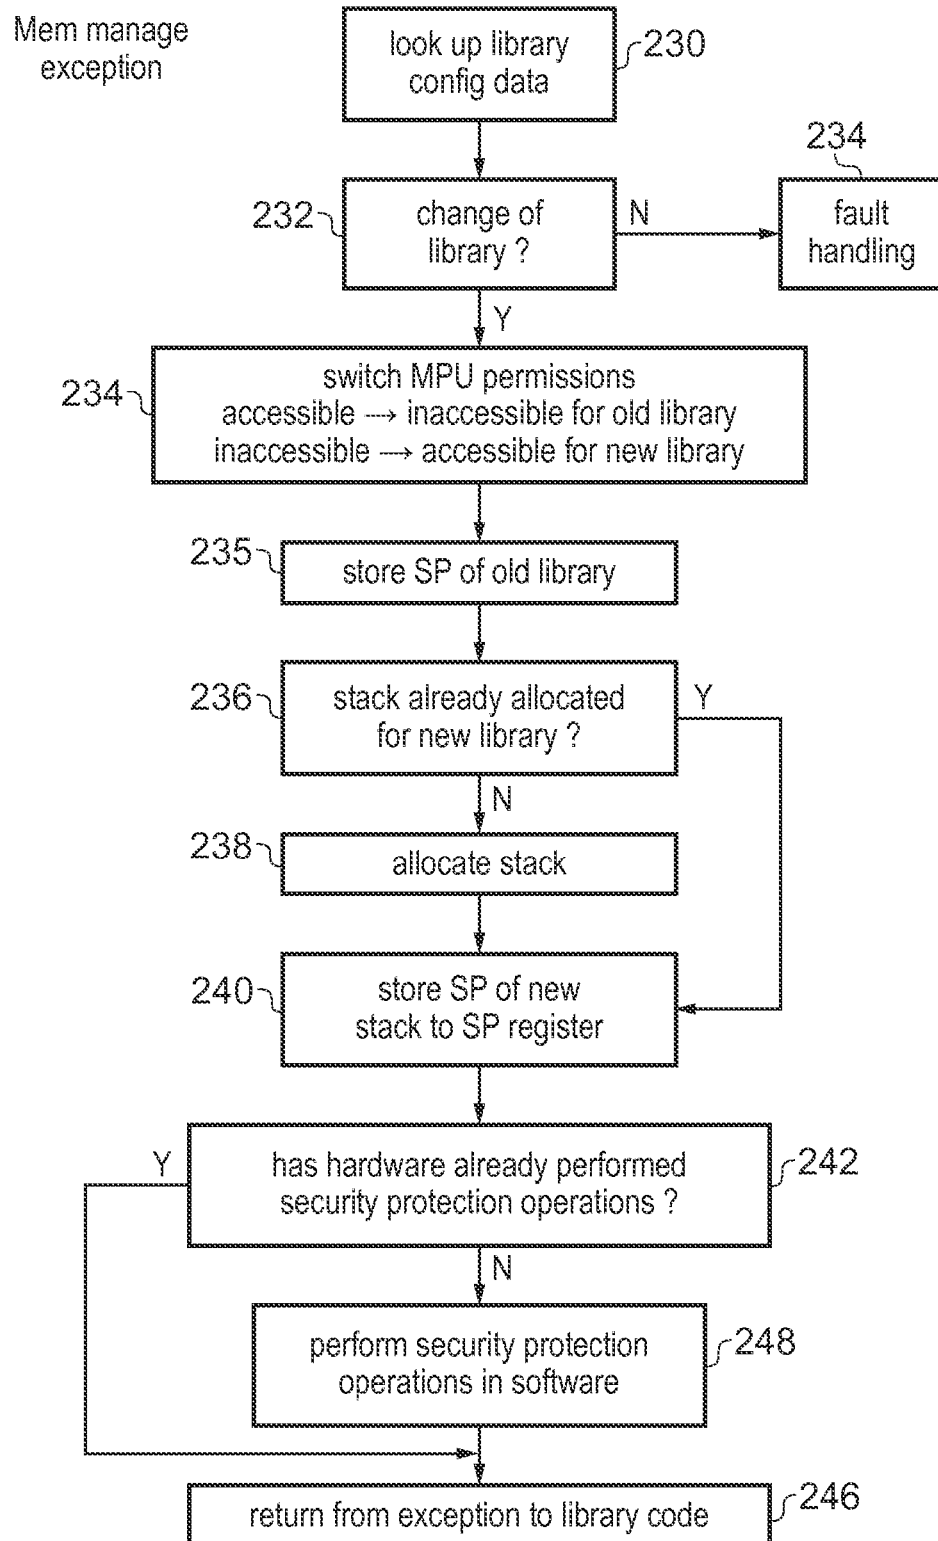 Mem manage
exception
look up library
config data
230
234
232
change of
library ?
N
fault
handling
Y
234
switch MPU permissions
accessible → inaccessible for old library
inaccessible → accessible for new library
235
store SP of old library
236
stack already allocated
for new library ?
Y
N
238
allocate stack
240
store SP of new
stack to SP register
Y
has hardware already performed
security protection operations ?
242
N
perform security protection
operations in software
248
return from exception to library code
246